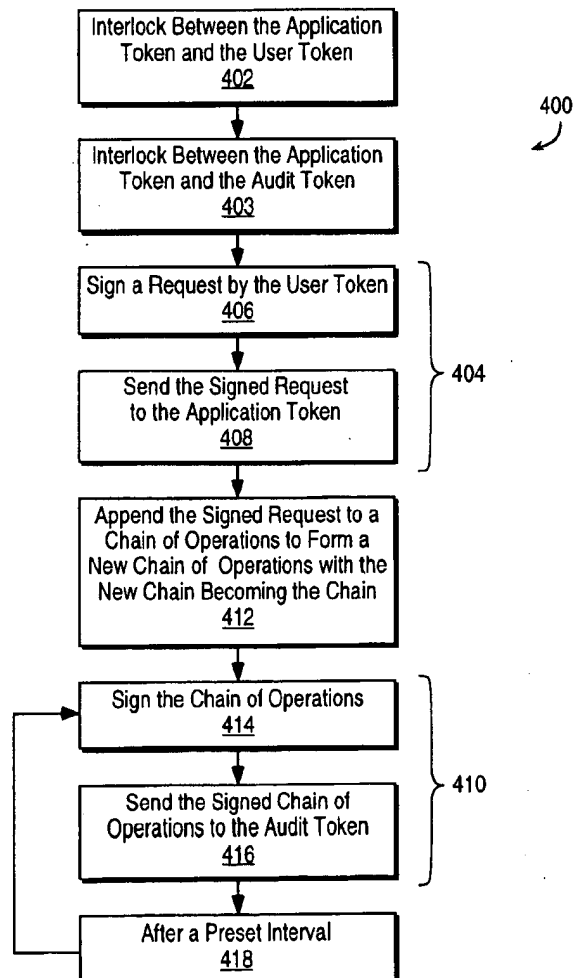 Interlock Between the Application
Token and the User Token
402
400
Interlock Between the Application
Token and the Audit Token
403
Sign a Request by the User Token
406
404
Send the Signed Request
to the Application Token
408
Append the Signed Request to a
Chain of Operations to Form a
New Chain of Operations with the
New Chain Becoming the Chain
412
Sign the Chain of Operations
414
410
Send the Signed Chain of
Operations to the Audit Token
416
After a Preset Interval
418